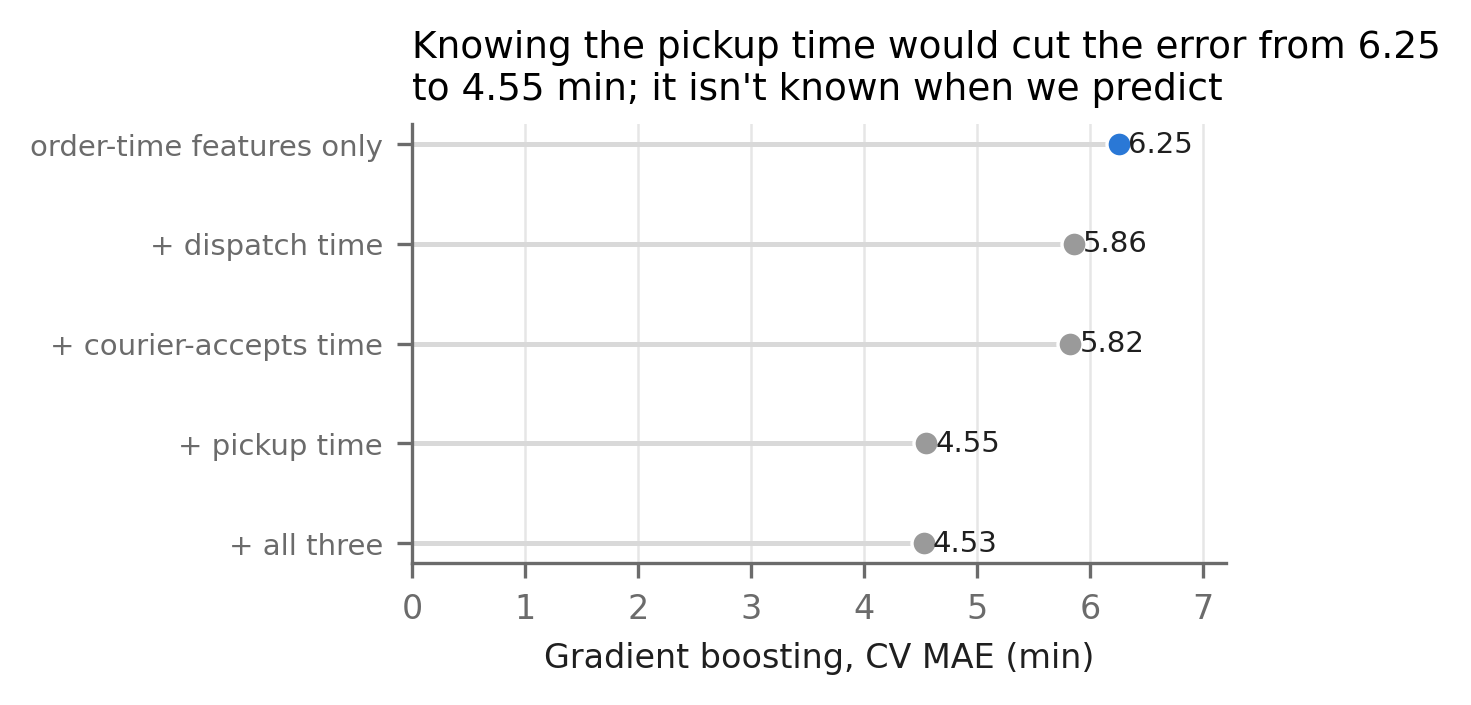 Knowing the pickup time would cut the error from 6.25
to 4.55 min; it isn't known when we predict
order-time features only
6.25
+ dispatch time
5.86
+ courier-accepts time
5.82
+ pickup time
4.55
+ all three
4.53
0 1 2 3 4 5 6 7
Gradient boosting, CV MAE (min)